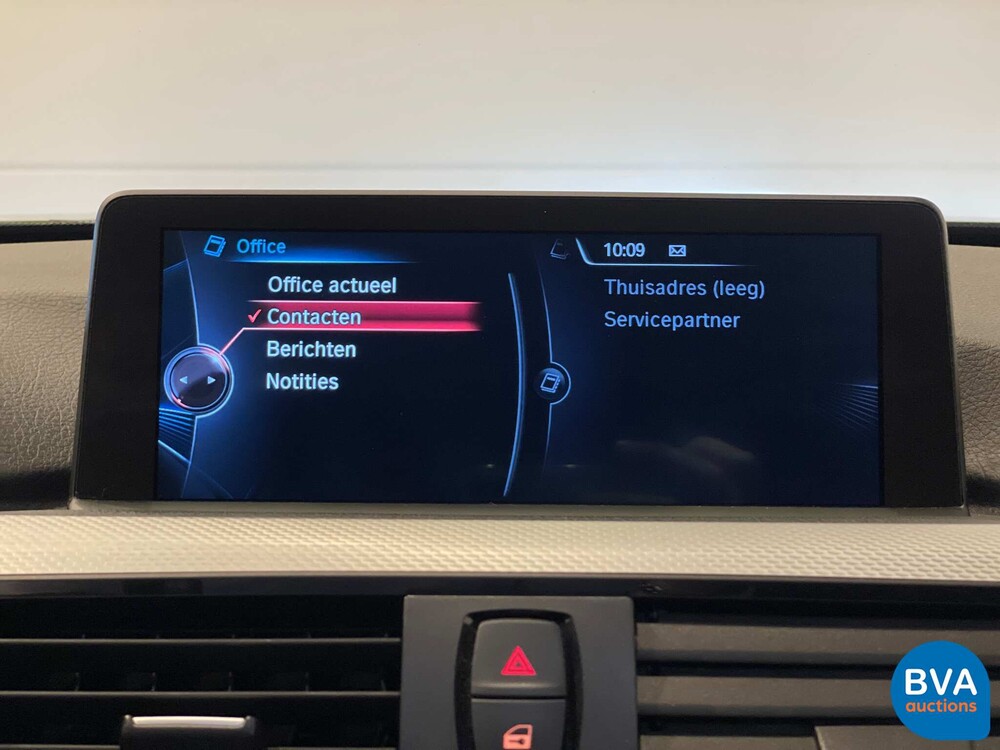 Office
Office actueel
Contacten
Berichten
Notities
10:09
Thuisadres (leeg)
Servicepartner
BVA
auctions